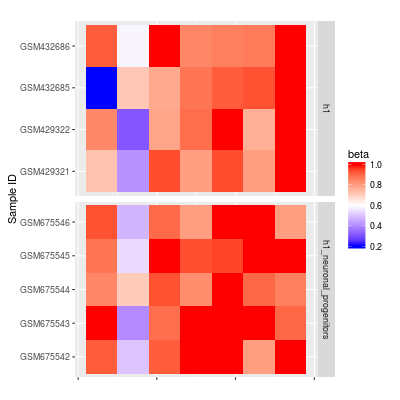 Sample ID
GSM432686
GSM432685
GSM429322
GSM429321
h1
GSM675546
GSM675545
GSM675544
GSM675543
GSM675542
h1_neuronal_progenitors
beta
1.0
0.8
0.6
0.4
0.2